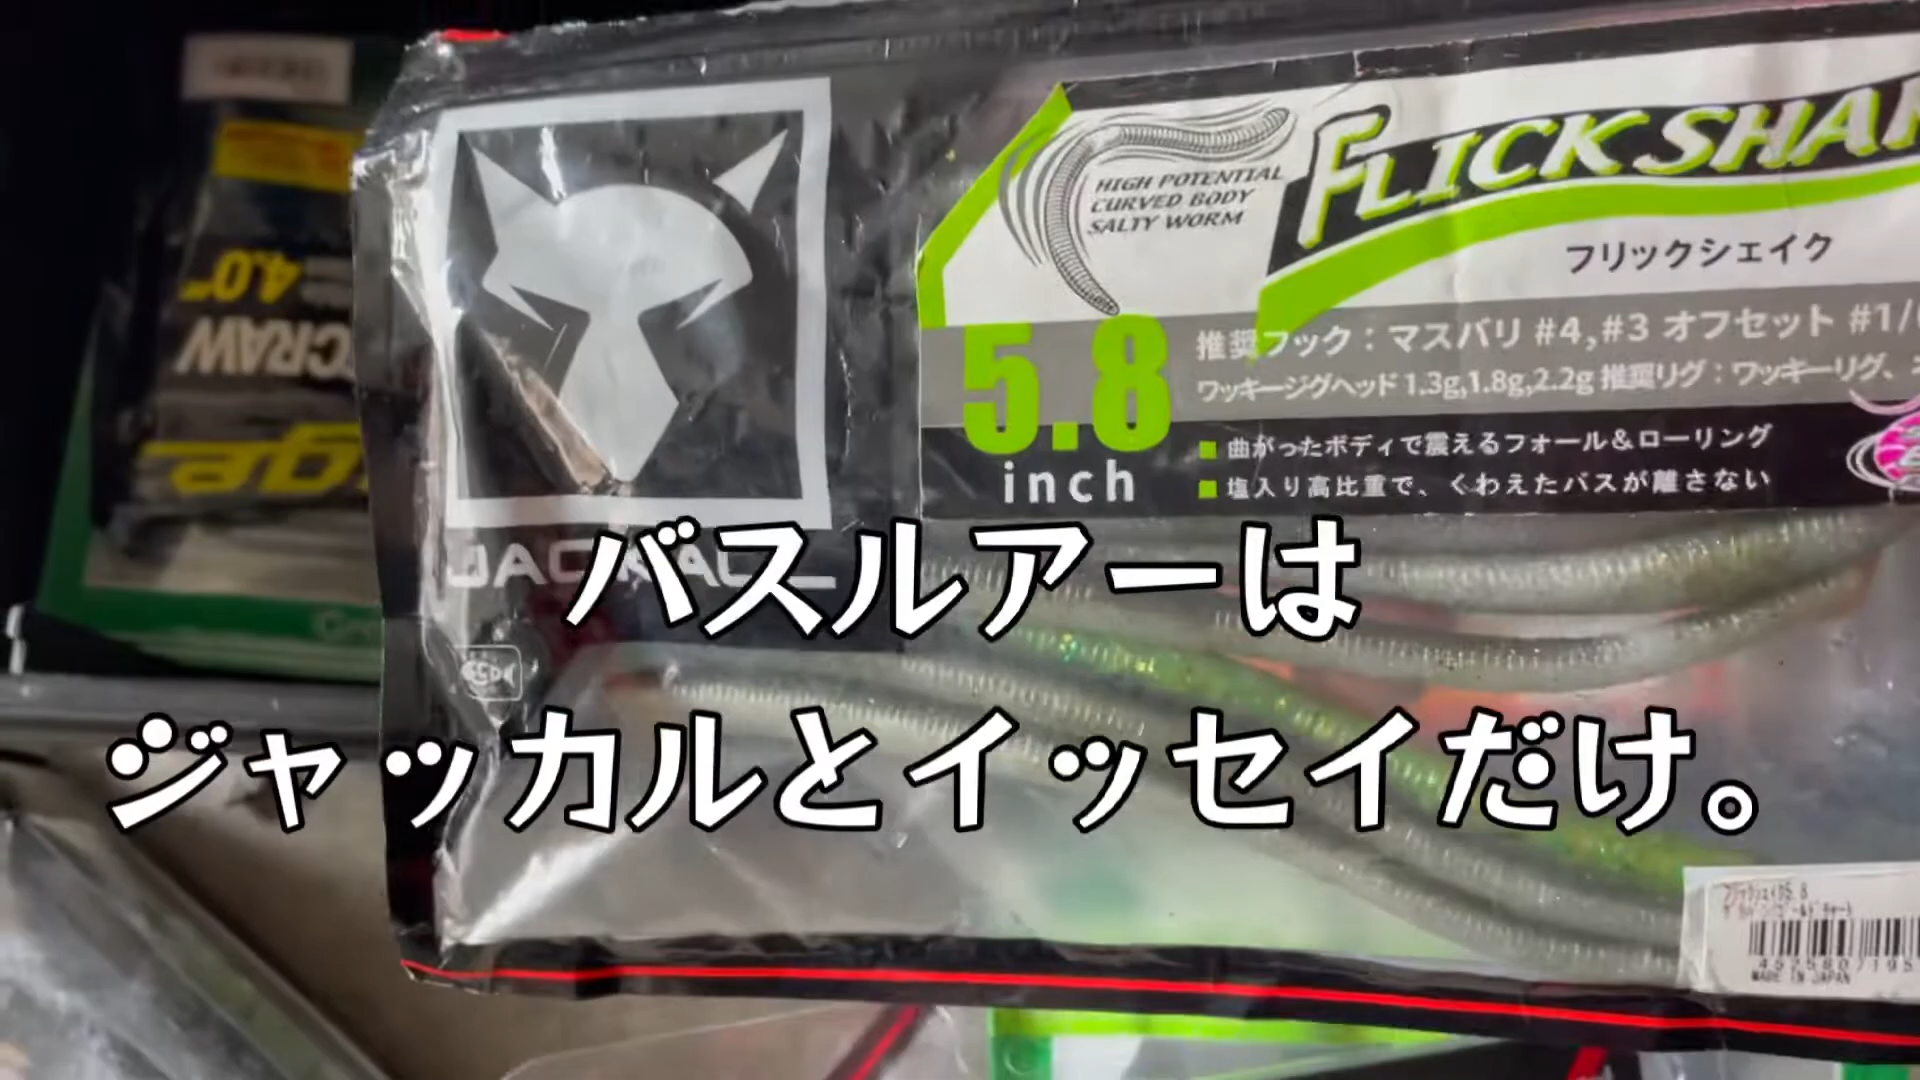 4.0"
CRAW
ge
HIGH POTENTIAL
CURVED BODY
SALTY WORM
FLICK SHA
フリックシェイク
5.8
inch
推奨フック：マスバリ #4,#3 オフセット #1/
ワッキージグヘッド 1.3g,1.8g,2.2g 推奨リグ：ワッキーリグ、
■ 曲がったボディで震えるフォール＆ローリング
■ 塩入り高比重で、くわえたバスが離さない
JACKALL
バスルアーは
ジャッカルとイッセイだけ。
MADE IN JAPAN